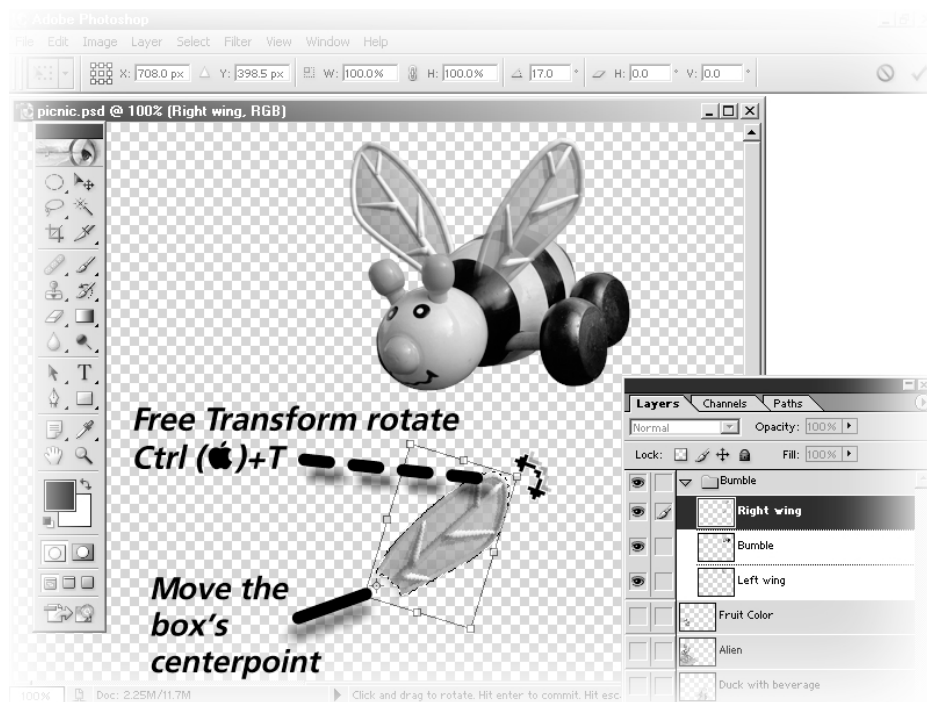 Adobe Photoshop
File Edit Image Layer Select Filter View Window Help
X: 708.0 px Y: 398.5 px W: 100.0% H: 100.0% 17.0 ° H: 0.0 ° V: 0.0 °
picnic.psd @ 100% (Right wing, RGB)
Free Transform rotate
Ctrl ()+T
Move the
box's
centerpoint
Layers Channels Paths
Normal Opacity: 100%
Lock: Fill: 100%
Bumble
Right wing
Bumble
Left wing
Fruit Color
Alien
Duck with beverage
100% Doc: 2.25M/11.7M Click and drag to rotate. Hit enter to commit. Hit esc